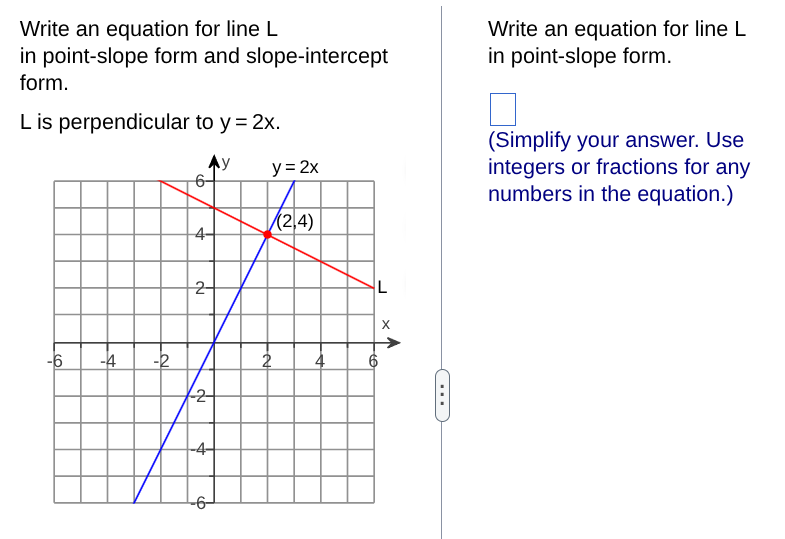 Write an equation for line L
in point-slope form and slope-intercept
form.
L is perpendicular to y = 2x.
y
y = 2x
6
(2,4)
4
2
L
x
-6 -4 -2 2 4 6
-2
-4
-6
Write an equation for line L
in point-slope form.
(Simplify your answer. Use
integers or fractions for any
numbers in the equation.)